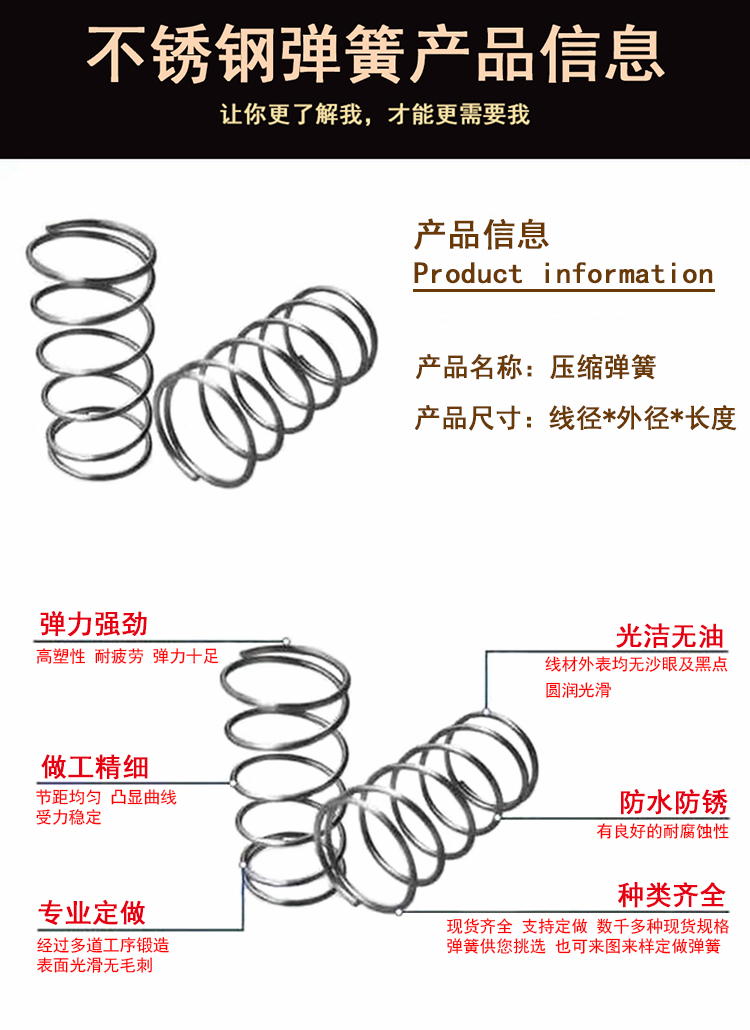 不锈钢弹簧产品信息
让你更了解我，才能更需要我
产品信息
Product information
产品名称：压缩弹簧
产品尺寸：线径*外径*长度
弹力强劲
高塑性 耐疲劳 弹力十足
光洁无油
线材外表均无沙眼及黑点
圆润光滑
做工精细
节距均匀 凸显曲线
受力稳定
防水防锈
有良好的耐腐蚀性
专业定做
经过多道工序锻造
表面光滑无毛刺
种类齐全
现货齐全 支持定做 数千多种现货规格
弹簧供您挑选 也可来图来样定做弹簧